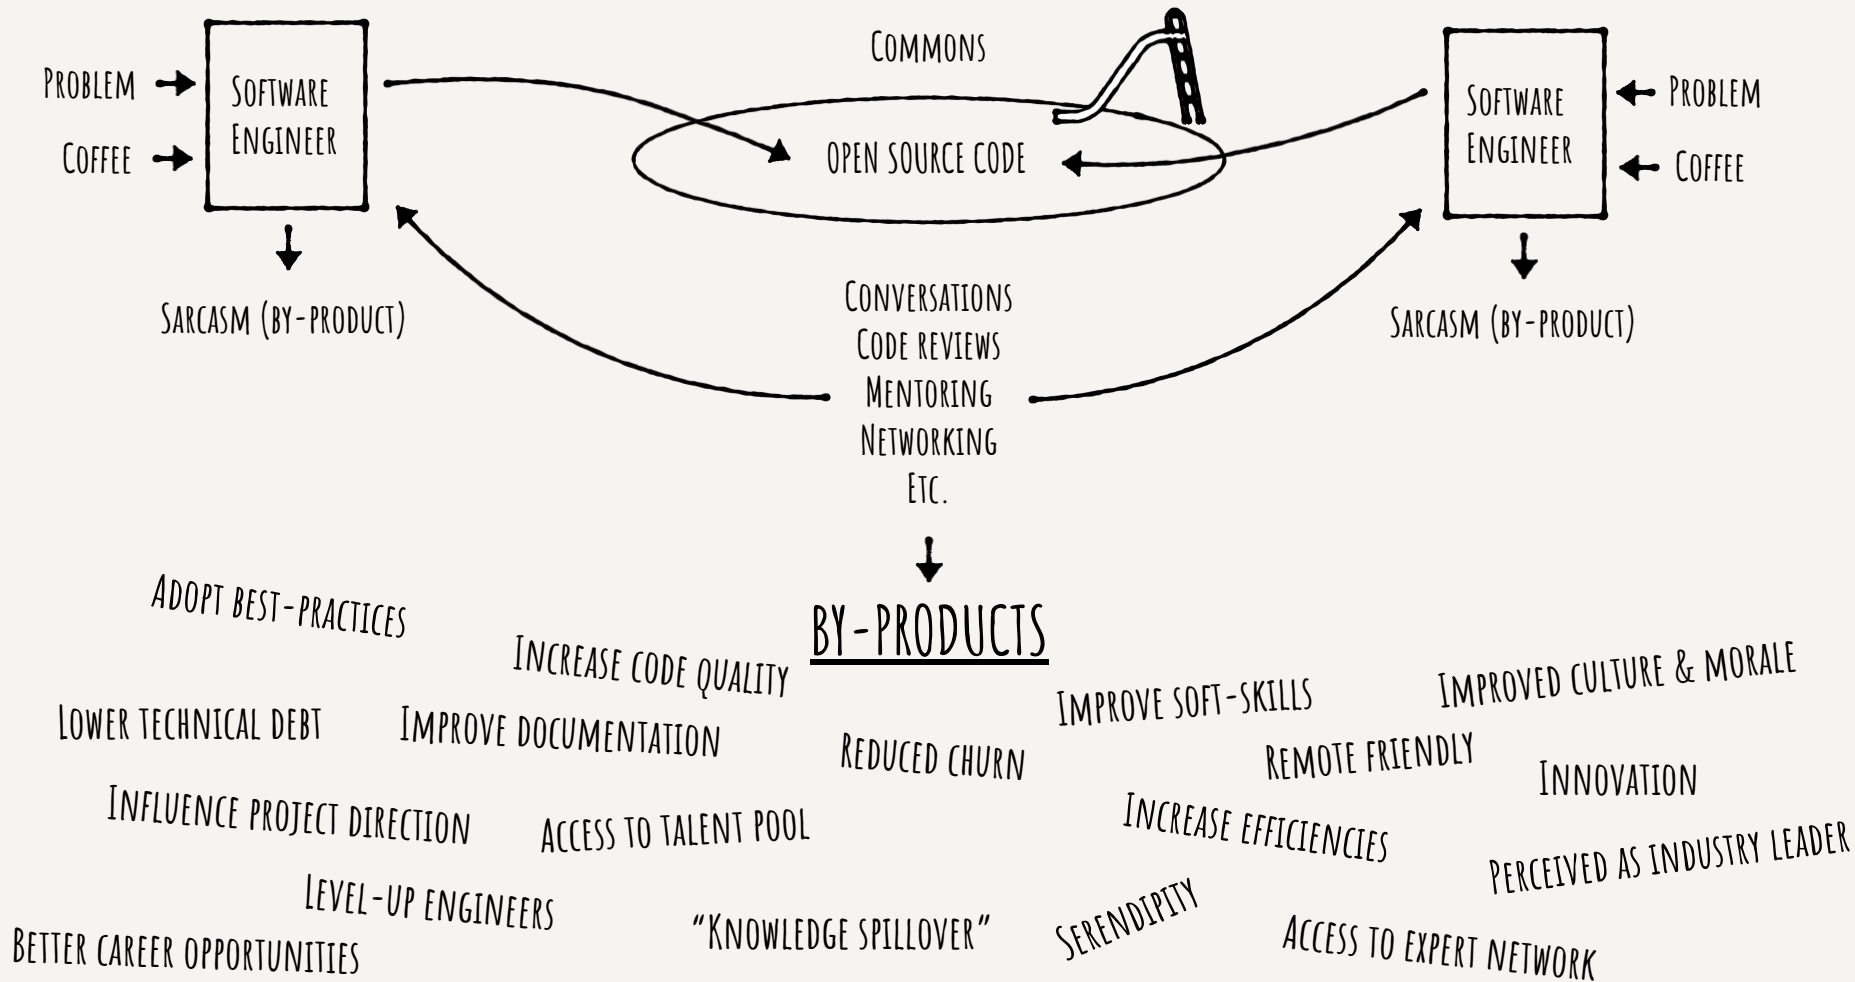 Commons
Problem
Coffee
Software
Engineer
Sarcasm (by-product)
OPEN SOURCE CODE
Software
Engineer
Problem
Coffee
Sarcasm (by-product)
Conversations
Code reviews
Mentoring
Networking
Etc.
BY-PRODUCTS
Adopt best-practices
Increase code quality
Improve soft-skills
Improved culture & morale
Lower technical debt
Improve documentation
Reduced churn
Remote friendly
Innovation
Influence project direction
Access to talent pool
Increase efficiencies
Perceived as industry leader
Level-up engineers
"Knowledge spillover"
Serendipity
Access to expert network
Better career opportunities